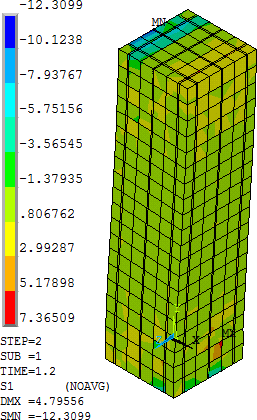 -12.3099
-10.1238
-7.93767
-5.75156
-3.56545
-1.37935
.806762
2.99287
5.17898
7.36509
STEP=2
SUB =1
TIME=1.2
S1 (NOAVG)
DMX =4.79556
SMN =-12.3099
MN
MX
X